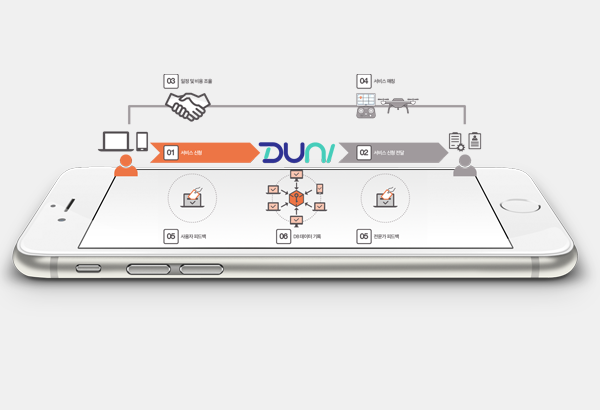 03 일정 및 비용 조율
04 서비스 매칭
01 서비스 신청
DUNI
02 서비스 신청 전달
05 사용자 피드백
06 DB 데이터 기록
05 전문가 피드백